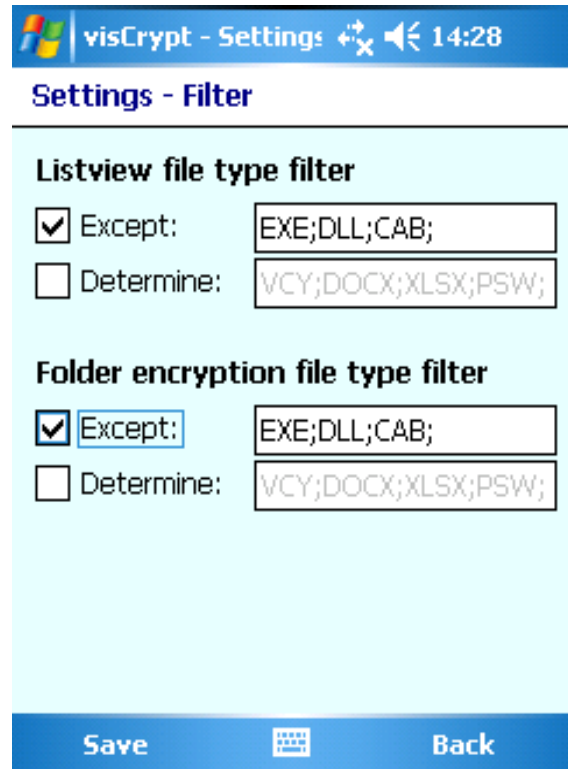 visCrypt - Settings 14:28
Settings - Filter
Listview file type filter
Except: EXE;DLL;CAB;
Determine: VCY;DOCX;XLSX;PSW;
Folder encryption file type filter
Except: EXE;DLL;CAB;
Determine: VCY;DOCX;XLSX;PSW;
Save Back